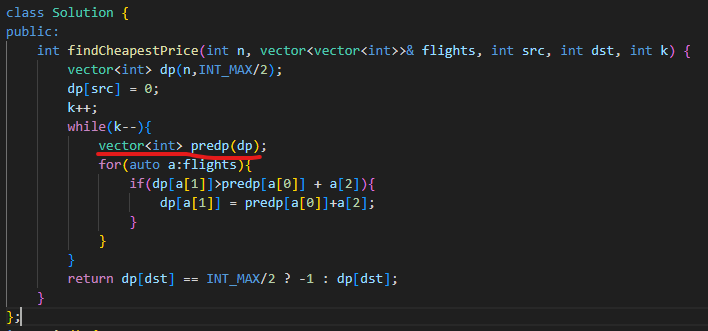 class Solution {
public:
    int findCheapestPrice(int n, vector<vector<int>>& flights, int src, int dst, int k) {
        vector<int> dp(n,INT_MAX/2);
        dp[src] = 0;
        k++;
        while(k--){
            vector<int> predp(dp);
            for(auto a:flights){
                if(dp[a[1]]>predp[a[0]] + a[2]){
                    dp[a[1]] = predp[a[0]]+a[2];
                }
            }
        }
        return dp[dst] == INT_MAX/2 ? -1 : dp[dst];
    }
};